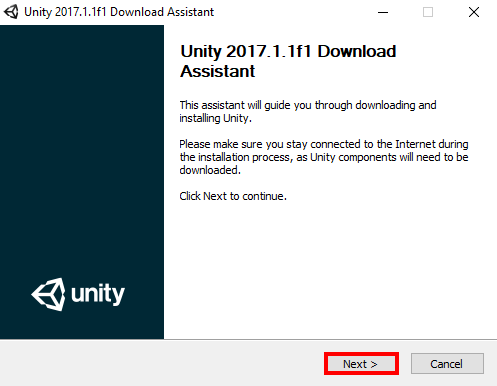 Unity 2017.1.1f1 Download Assistant
Unity 2017.1.1f1 Download
Assistant
This assistant will guide you through downloading and
installing Unity.
Please make sure you stay connected to the Internet during
the installation process, as Unity components will need to be
downloaded.
Click Next to continue.
unity
Next >
Cancel